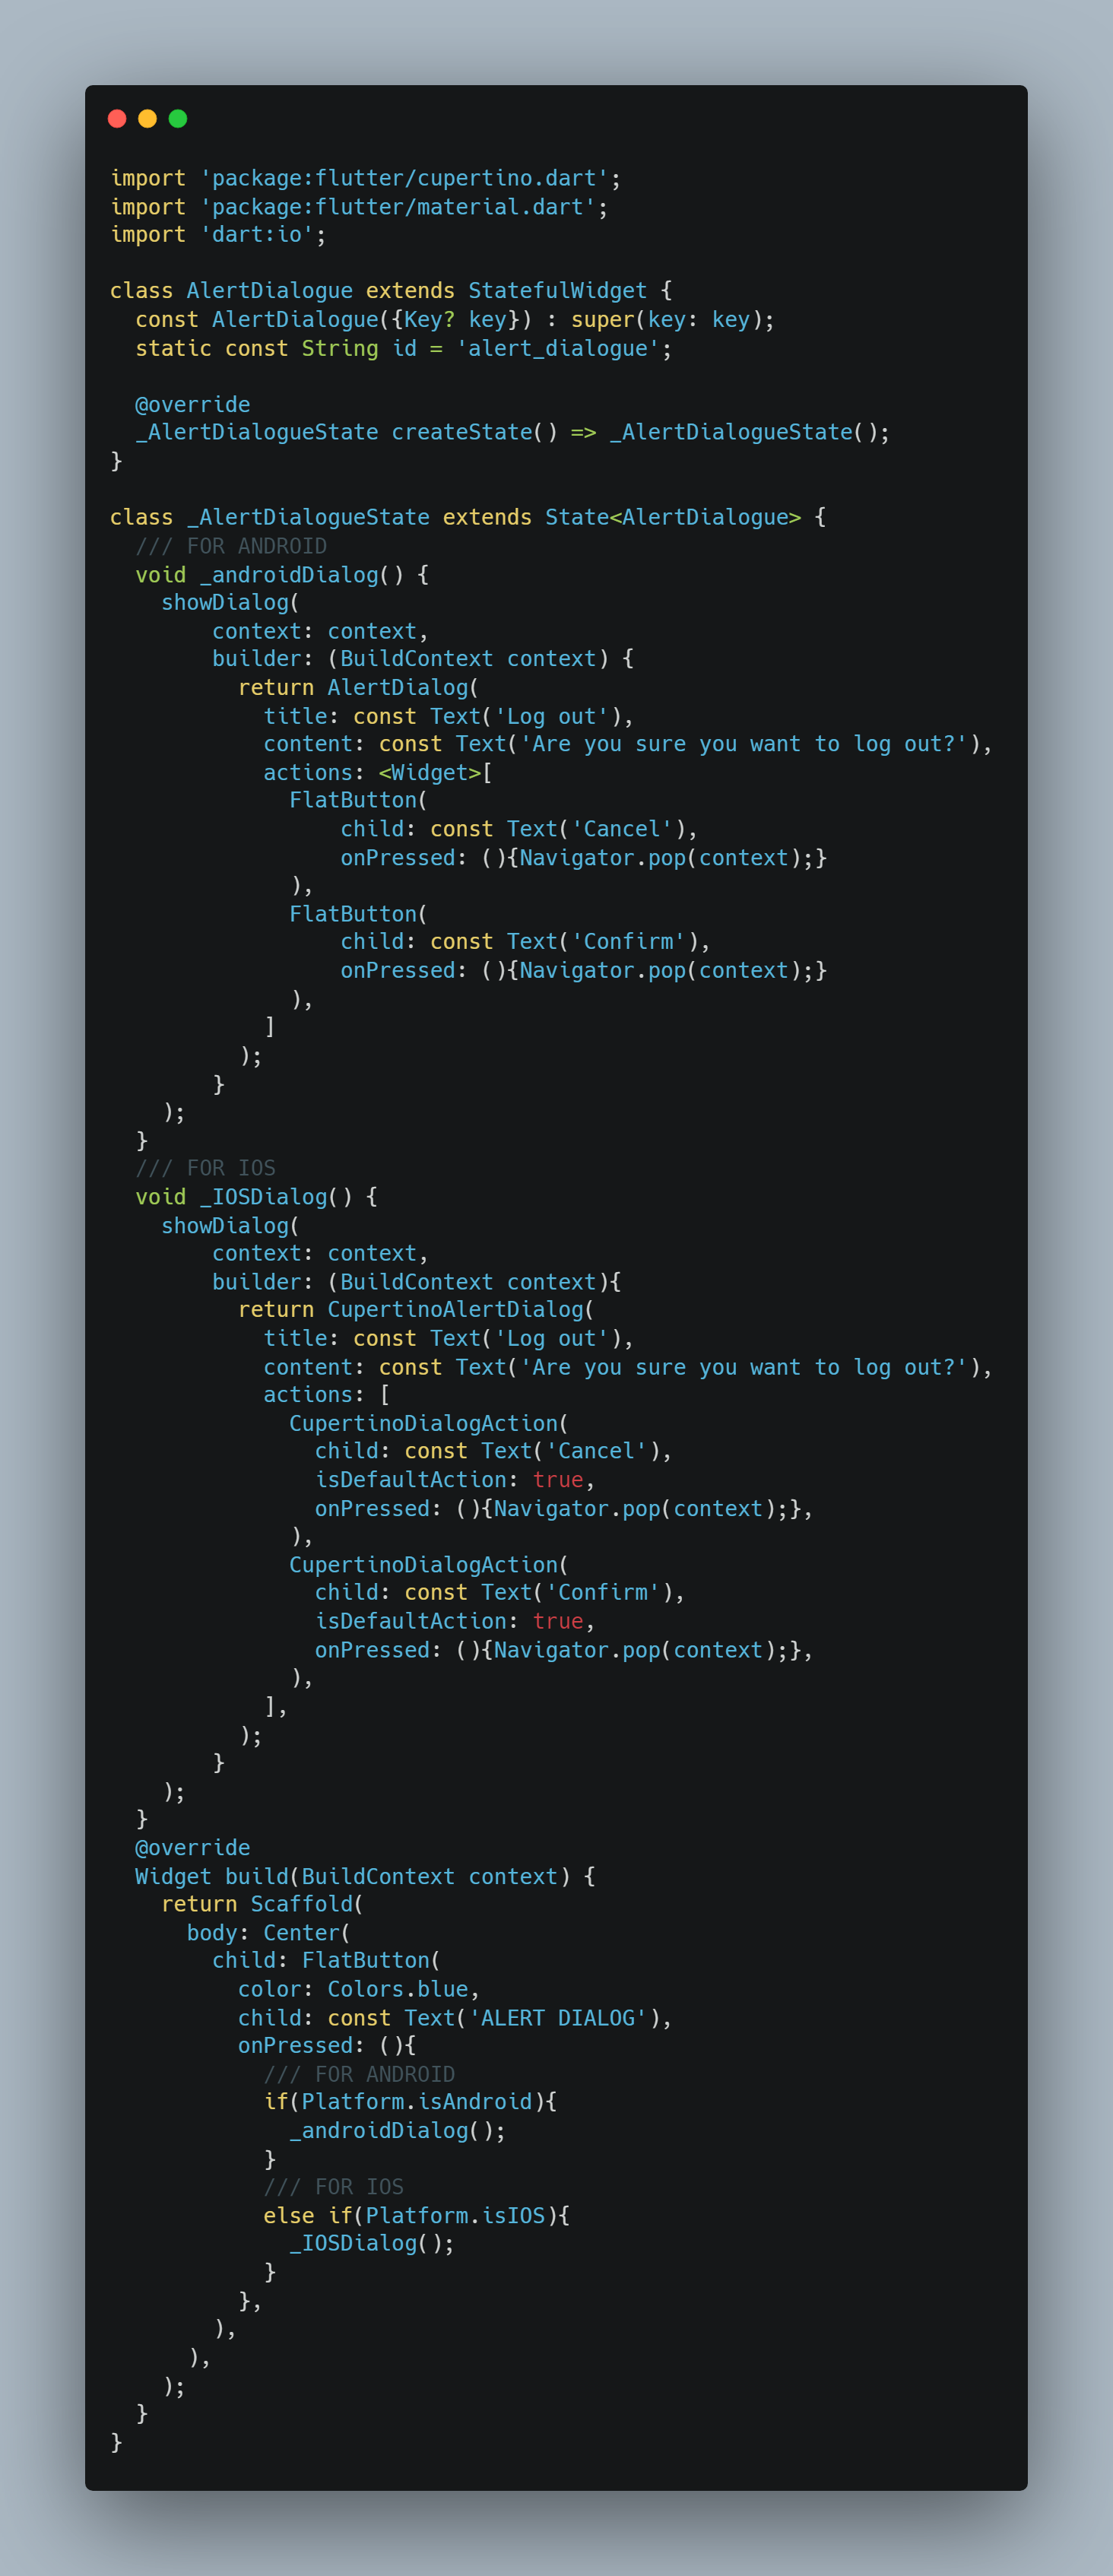 import 'package:flutter/cupertino.dart';
import 'package:flutter/material.dart';
import 'dart:io';

class AlertDialogue extends StatefulWidget {
  const AlertDialogue({Key? key}) : super(key: key);
  static const String id = 'alert_dialogue';

  @override
  _AlertDialogueState createState() => _AlertDialogueState();
}

class _AlertDialogueState extends State<AlertDialogue> {
  /// FOR ANDROID
  void _androidDialog() {
    showDialog(
        context: context,
        builder: (BuildContext context) {
          return AlertDialog(
            title: const Text('Log out'),
            content: const Text('Are you sure you want to log out?'),
            actions: <Widget>[
              FlatButton(
                  child: const Text('Cancel'),
                  onPressed: (){Navigator.pop(context);}
              ),
              FlatButton(
                  child: const Text('Confirm'),
                  onPressed: (){Navigator.pop(context);}
              ),
            ]
          );
        }
    );
  }
  /// FOR IOS
  void _IOSDialog() {
    showDialog(
        context: context,
        builder: (BuildContext context){
          return CupertinoAlertDialog(
            title: const Text('Log out'),
            content: const Text('Are you sure you want to log out?'),
            actions: [
              CupertinoDialogAction(
                child: const Text('Cancel'),
                isDefaultAction: true,
                onPressed: (){Navigator.pop(context);},
              ),
              CupertinoDialogAction(
                child: const Text('Confirm'),
                isDefaultAction: true,
                onPressed: (){Navigator.pop(context);},
              ),
            ],
          );
        }
    );
  }
  @override
  Widget build(BuildContext context) {
    return Scaffold(
      body: Center(
        child: FlatButton(
          color: Colors.blue,
          child: const Text('ALERT DIALOG'),
          onPressed: (){
            /// FOR ANDROID
            if(Platform.isAndroid){
              _androidDialog();
            }
            /// FOR IOS
            else if(Platform.isIOS){
              _IOSDialog();
            }
          },
        ),
      ),
    );
  }
}